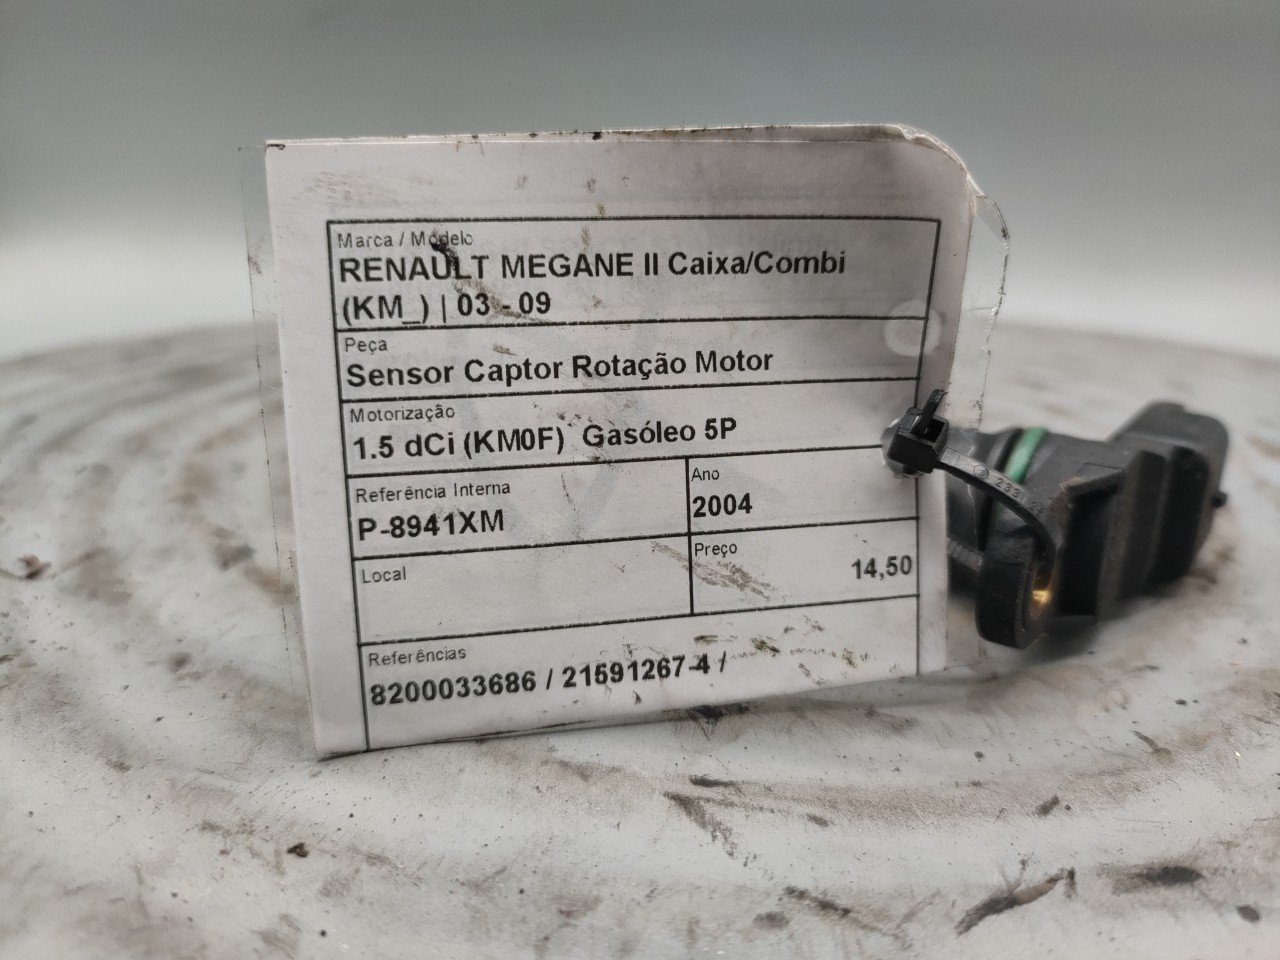 Marca / Modelo
RENAULT MEGANE II Caixa/Combi
(KM_) | 03 - 09
Peça
Sensor Captor Rotação Motor
Motorização
1.5 dCi (KM0F) Gasóleo 5P
Referência Interna
P-8941XM
Ano
2004
Local
Preço
14,50
Referências
8200033686 / 21591267-4 /
233